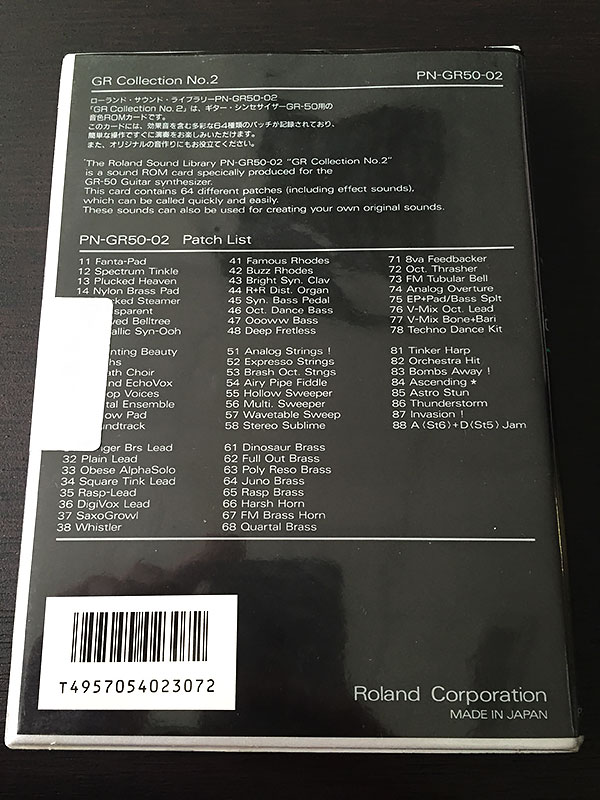 GR Collection No.2 PN-GR50-02
ローランド・サウンド・ライブラリーPN-GR50-02
「GR Collection No.2」は、ギター・シンセサイザーGR-50用の
音色ROMカードです。
このカードには、効果音を含む多彩な64種類のパッチが記録されており、
簡単な操作ですぐに演奏をお楽しみいただけます。
また、オリジナルの音作りにもお役立てください。
The Roland Sound Library PN-GR50-02 "GR Collection No.2"
is a sound ROM card specically produced for the
GR-50 Guitar synthesizer.
This card contains 64 different patches (including effect sounds),
which can be called quickly and easily.
These sounds can also be used for creating your own original sounds.
PN-GR50-02 Patch List
11 Fanta-Pad
12 Spectrum Tinkle
13 Plucked Heaven
14 Nylon Brass Pad
Steamer
Belltree
Syn-Ooh
Beauty
Choir
EchoVox
Voices
Ensemble
Pad
Brs Lead
32 Plain Lead
33 Obese AlphaSolo
34 Square Tink Lead
35 Rasp-Lead
36 DigiVox Lead
37 SaxoGrowl
38 Whistler
41 Famous Rhodes
42 Buzz Rhodes
43 Bright Syn. Clav
44 R+R Dist. Organ
45 Syn. Bass Pedal
46 Oct. Dance Bass
47 Oooww Bass
48 Deep Fretless
51 Analog Strings !
52 Expresso Strings
53 Brash Oct. Stngs
54 Airy Pipe Fiddle
55 Hollow Sweeper
56 Multi. Sweeper
57 Wavetable Sweep
58 Stereo Sublime
61 Dinosaur Brass
62 Full Out Brass
63 Poly Reso Brass
64 Juno Brass
65 Rasp Brass
66 Harsh Horn
67 FM Brass Horn
68 Quartal Brass
71 8va Feedbacker
72 Oct. Thrasher
73 FM Tubular Bell
74 Analog Overture
75 EP+Pad/Bass Splt
76 V-Mix Oct. Lead
77 V-Mix Bone+Bari
78 Techno Dance Kit
81 Tinker Harp
82 Orchestra Hit
83 Bombs Away !
84 Ascending ★
85 Astro Stun
86 Thunderstorm
87 Invasion !
88 A(St6)+D(St5) Jam
T4957054023072
Roland Corporation
MADE IN JAPAN